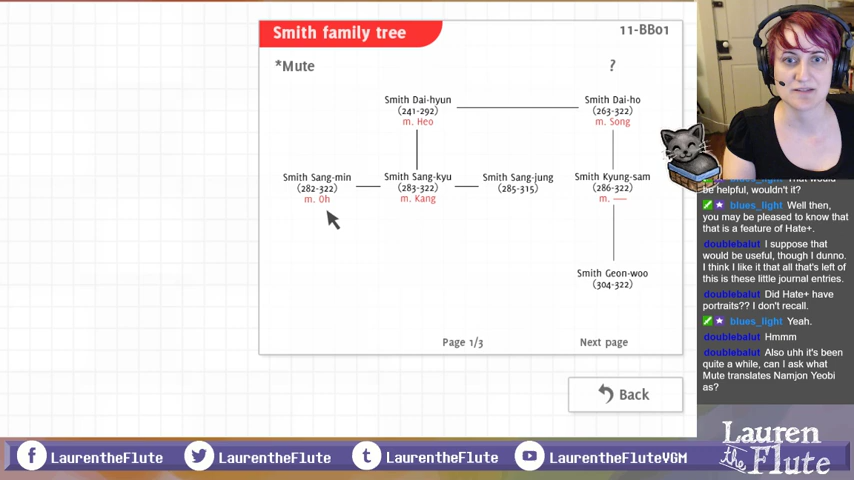 Smith family tree
11-BB01
*Mute
?
Smith Dai-hyun
(241-292)
m. Heo
Smith Dai-ho
(263-322)
m. Song
Smith Sang-min
(282-322)
m. Oh
Smith Sang-kyu
(283-322)
m. Kang
Smith Sang-jung
(285-315)
Smith Kyung-sam
(286-322)
m. —
Smith Geon-woo
(304-322)
Page 1/3
Next page
Back
be helpful, wouldn't it?
blues_light Well then,
you may be pleased to know that
that is a feature of Hate+.
doublebalut I suppose that
would be useful, though I dunno.
I think I like it that all that's left of
this is these little journal entries.
doublebalut Did Hate+ have
portraits?? I don't recall.
blues_light Yeah.
doublebalut Hmmm
doublebalut Also uhh it's been
quite a while, can I ask what
Mute translates Namjon Yeobi
as?
LaurentheFlute
LaurentheFlute
LaurentheFlute
LaurentheFluteVGM
Lauren
the Flute